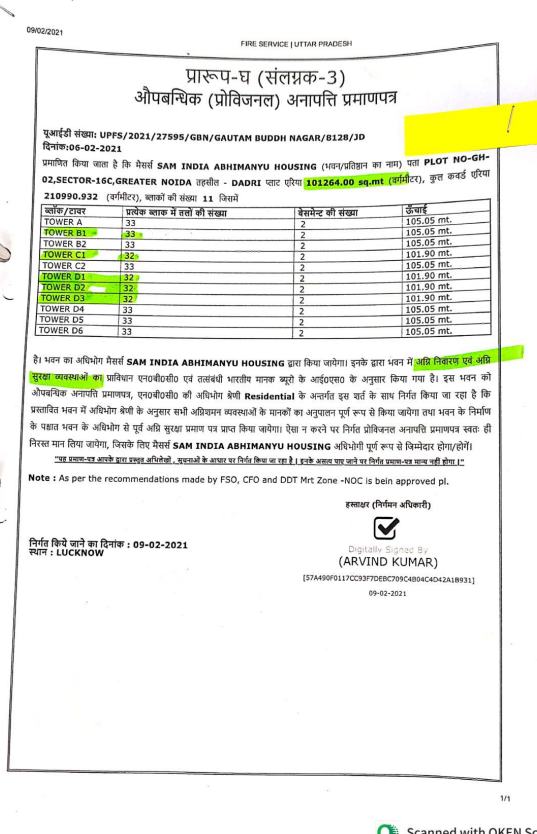 09/02/2021
FIRE SERVICE | UTTAR PRADESH
प्रारूप-घ (संलग्नक-3)
औपबन्धिक (प्रोविजनल) अनापत्ति प्रमाणपत्र
यूआईडी संख्या: UPFS/2021/27595/GBN/GAUTAM BUDDH NAGAR/8128/JD
दिनांक:06-02-2021
प्रमाणित किया जाता है कि मैसर्स SAM INDIA ABHIMANYU HOUSING (भवन/प्रतिष्ठान का नाम) पता PLOT NO-GH-
02,SECTOR-16C,GREATER NOIDA तहसील - DADRI प्लाट एरिया 101264.00 sq.mt (वर्गमीटर), कुल कवर्ड एरिया
210990.932 (वर्गमीटर), ब्लाकों की संख्या 11 जिसमें
ब्लॉक/टावर प्रत्येक ब्लाक में तलों की संख्या बेसमेन्ट की संख्या ऊँचाई
TOWER A 33 2 105.05 mt.
TOWER B1 33 2 105.05 mt.
TOWER B2 33 2 105.05 mt.
TOWER C1 32 2 101.90 mt.
TOWER C2 33 2 105.05 mt.
TOWER D1 32 2 101.90 mt.
TOWER D2 32 2 101.90 mt.
TOWER D3 32 2 101.90 mt.
TOWER D4 33 2 105.05 mt.
TOWER D5 33 2 105.05 mt.
TOWER D6 33 2 105.05 mt.
है। भवन का अधिभोग मैसर्स SAM INDIA ABHIMANYU HOUSING द्वारा किया जायेगा। इनके द्वारा भवन में अग्नि निवारण एवं अग्नि
सुरक्षा व्यवस्थाओं का प्राविधान एन०बी०सी० एवं तत्संबंधी भारतीय मानक ब्यूरो के आई०एस० के अनुसार किया गया है। इस भवन को
औपबन्धिक अनापत्ति प्रमाणपत्र, एन०बी०सी० की अधिभोग श्रेणी Residential के अन्तर्गत इस शर्त के साथ निर्गत किया जा रहा है कि
प्रस्तावित भवन में अधिभोग श्रेणी के अनुसार सभी अग्निशमन व्यवस्थाओं के मानकों का अनुपालन पूर्ण रूप से किया जायेगा तथा भवन के निर्माण
के पश्चात भवन के अधिभोग से पूर्व अग्नि सुरक्षा प्रमाण पत्र प्राप्त किया जायेगा। ऐसा न करने पर निर्गत प्रोविजनल अनापत्ति प्रमाणपत्र स्वतः ही
निरस्त मान लिया जायेगा, जिसके लिए मैसर्स SAM INDIA ABHIMANYU HOUSING अधिभोगी पूर्ण रूप से जिम्मेदार होगा/होगें।
"यह प्रमाण-पत्र आपके द्वारा प्रस्तुत अभिलेखों , सूचनाओं के आधार पर निर्गत किया जा रहा है | इनके असत्य पाए जाने पर निर्गत प्रमाण-पत्र मान्य नहीं होगा |"
Note : As per the recommendations made by FSO, CFO and DDT Mrt Zone -NOC is bein approved pl.
हस्ताक्षर (निर्गमन अधिकारी)
निर्गत किये जाने का दिनांक : 09-02-2021
स्थान : LUCKNOW
Digitally Signed By
(ARVIND KUMAR)
[57A490F0117CC93F7DEBC709C4B04C4D42A1B931]
09-02-2021
1/1
Scanned with OKEN Sc